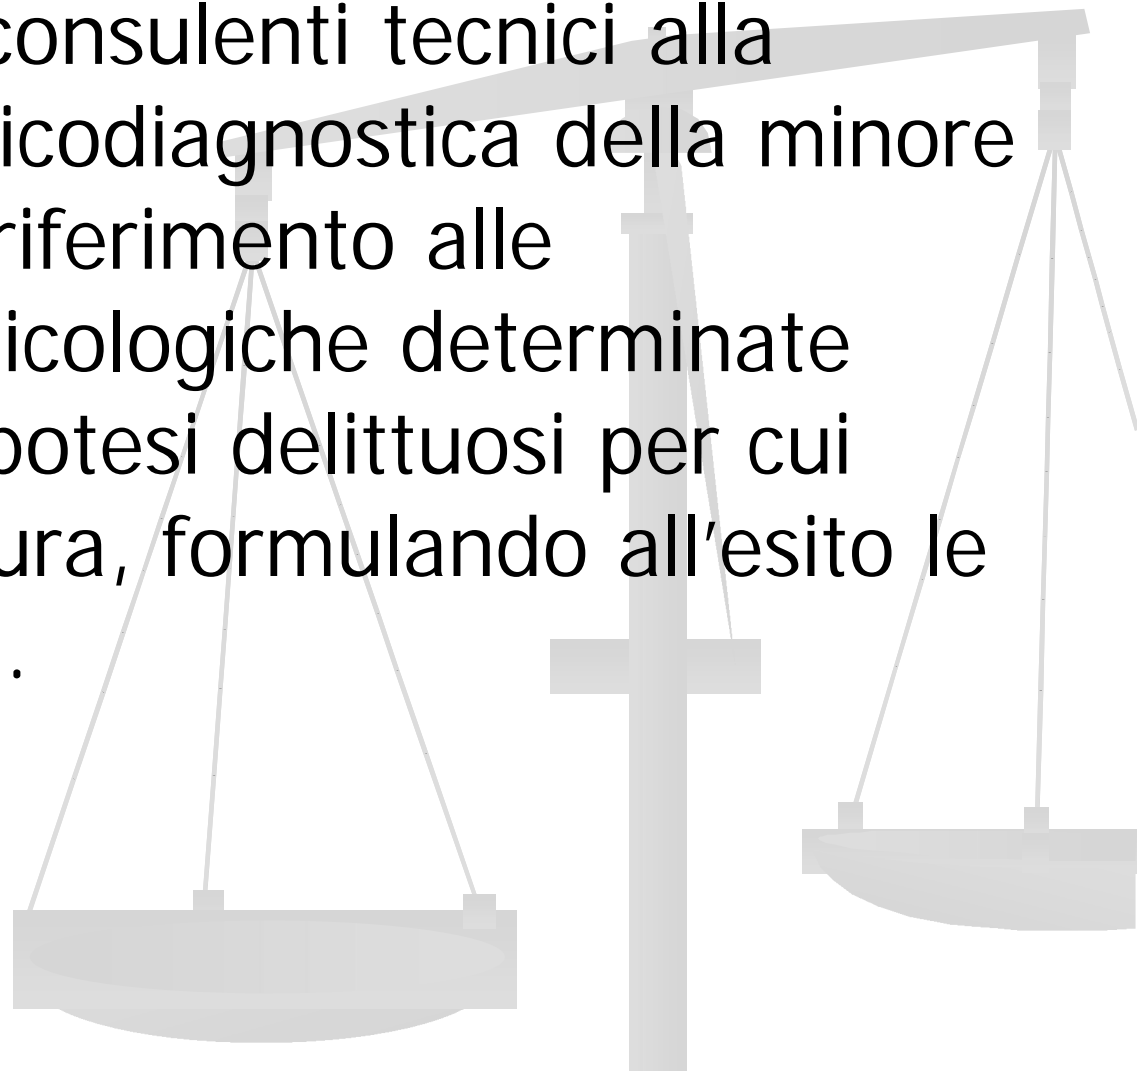 consulenti tecnici alla
icodiagnostica della minore
riferimento alle
icologiche determinate
potesi delittuosi per cui
ura, formulando all'esito le
.